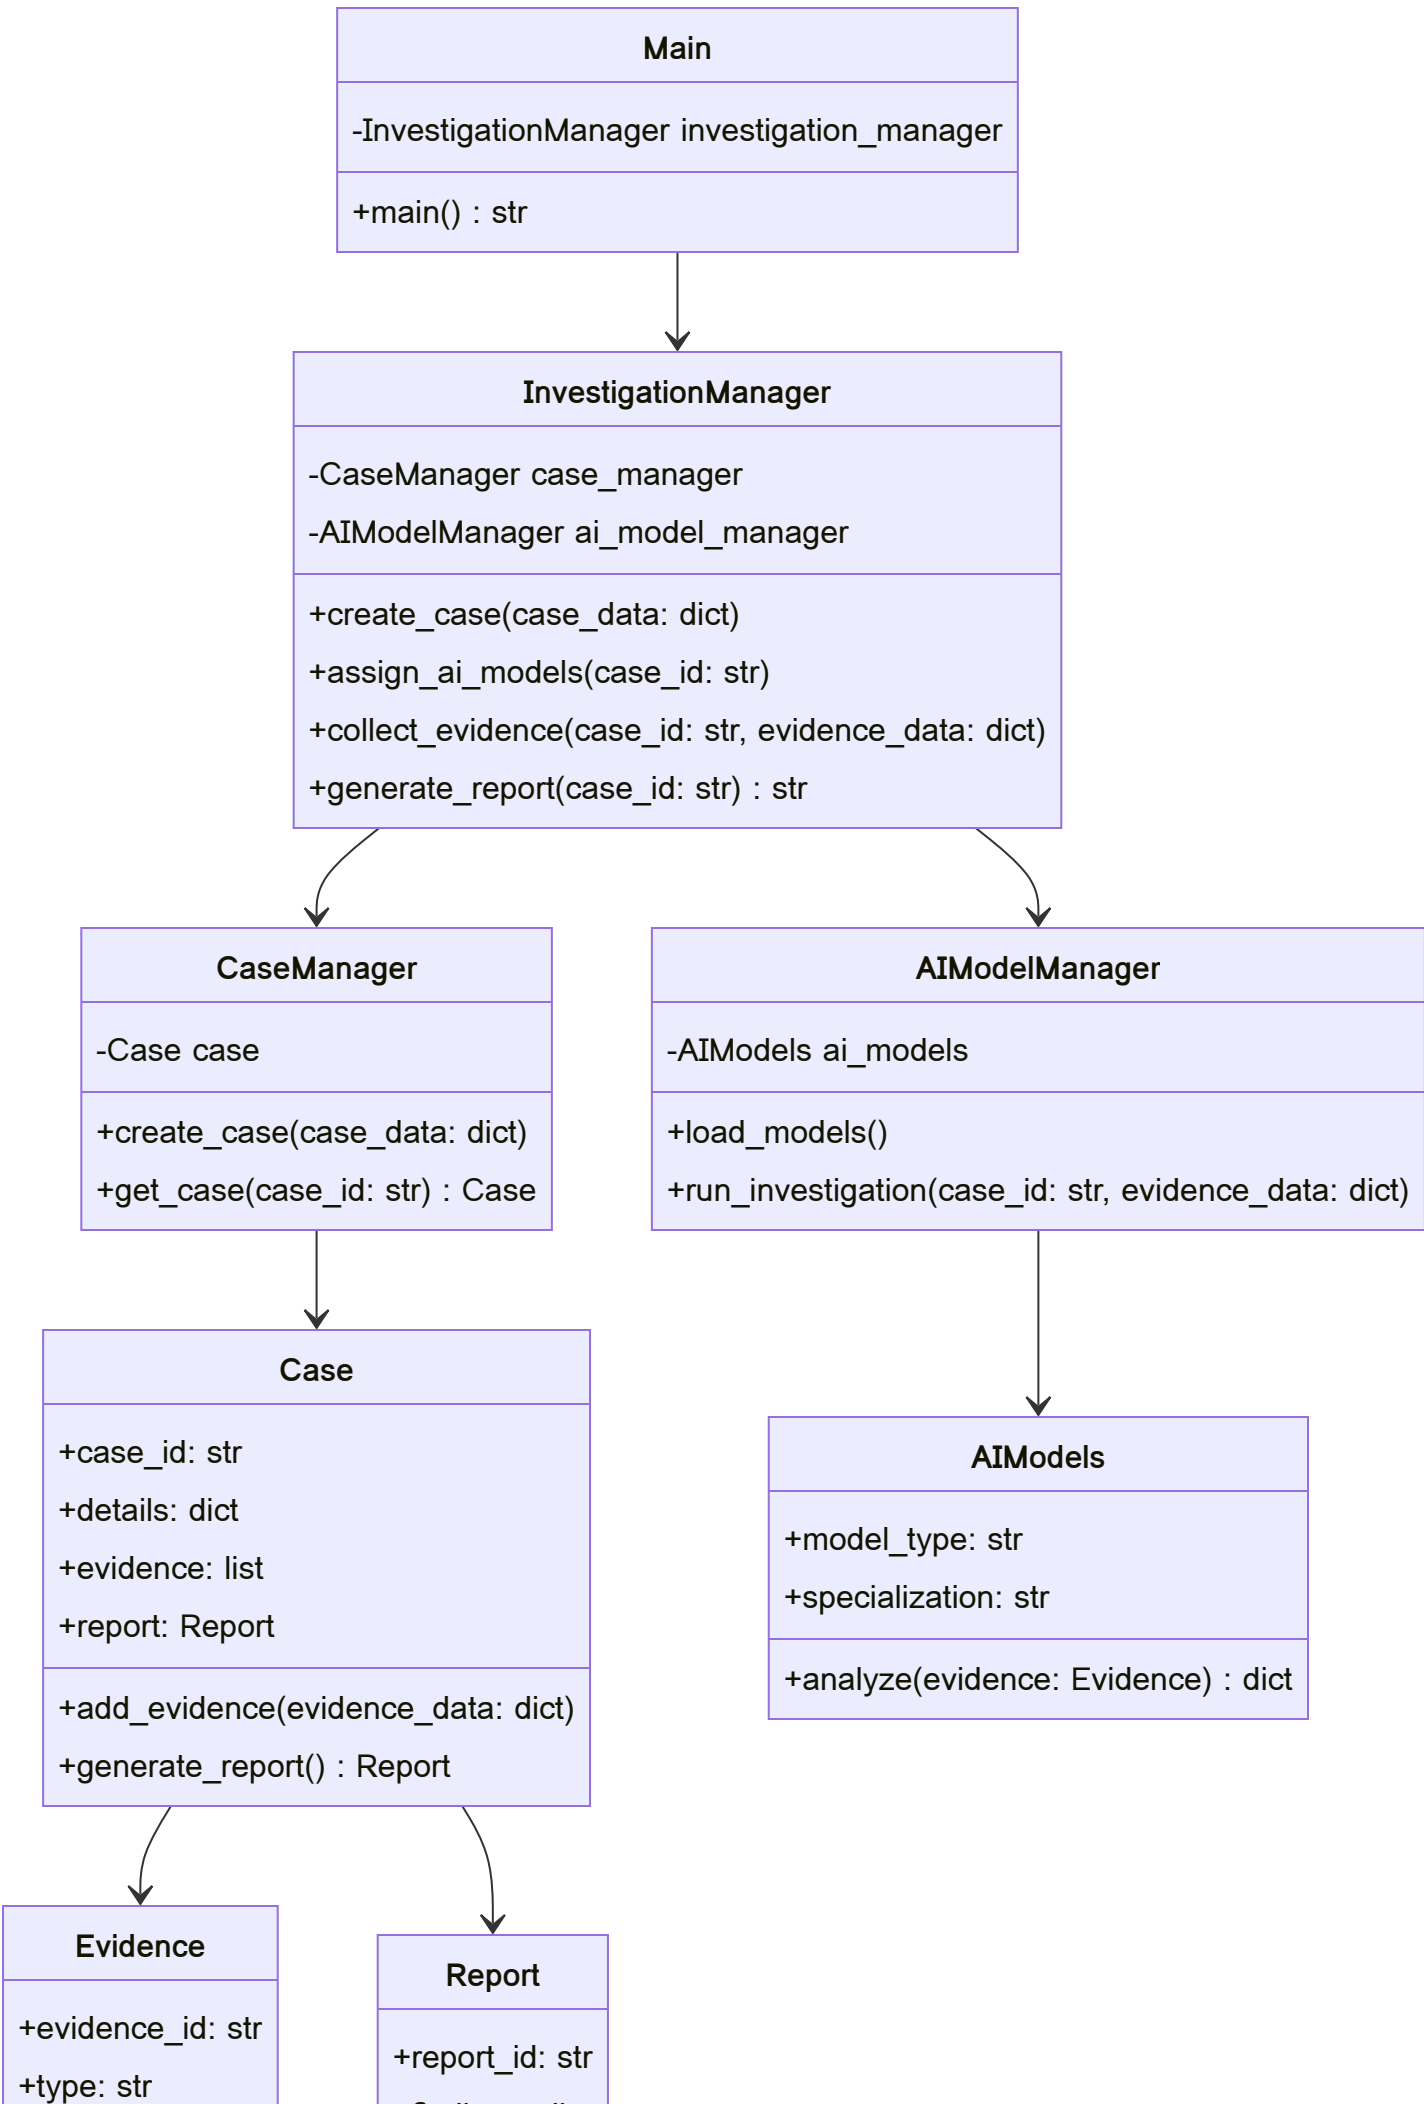 Main
-InvestigationManager investigation_manager
+main() : str
InvestigationManager
-CaseManager case_manager
-AIModelManager ai_model_manager
+create_case(case_data: dict)
+assign_ai_models(case_id: str)
+collect_evidence(case_id: str, evidence_data: dict)
+generate_report(case_id: str) : str
CaseManager
-Case case
+create_case(case_data: dict)
+get_case(case_id: str) : Case
AIModelManager
-AIModels ai_models
+load_models()
+run_investigation(case_id: str, evidence_data: dict)
Case
+case_id: str
+details: dict
+evidence: list
+report: Report
+add_evidence(evidence_data: dict)
+generate_report() : Report
AIModels
+model_type: str
+specialization: str
+analyze(evidence: Evidence) : dict
Evidence
+evidence_id: str
+type: str
Report
+report_id: str